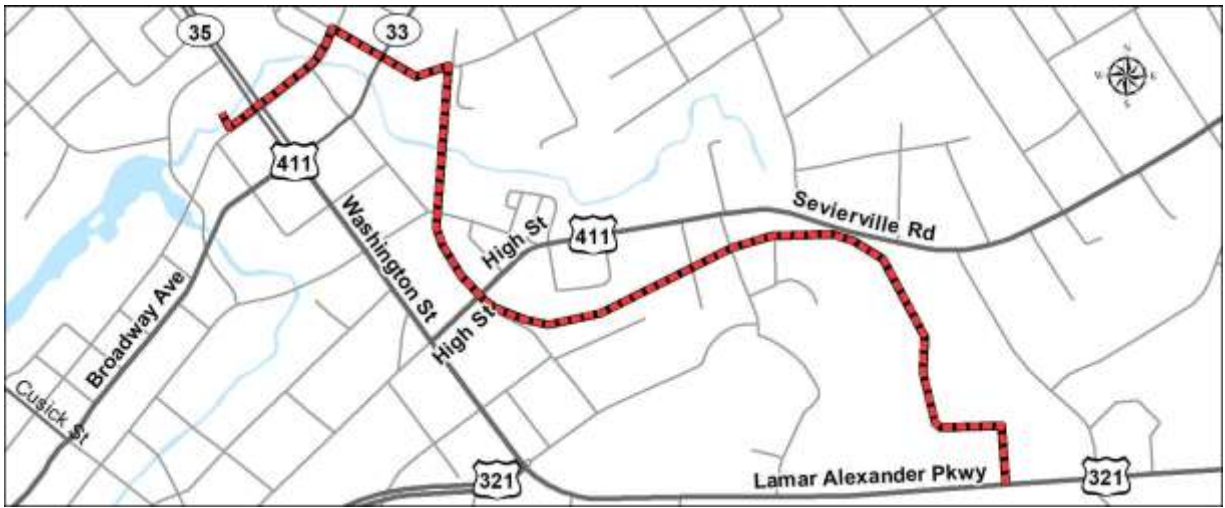 35
33
N
W E
S
411
Washington St
High St
411
Sevierville Rd
High St
Broadway Ave
Cusick St
321
Lamar Alexander Pkwy
321